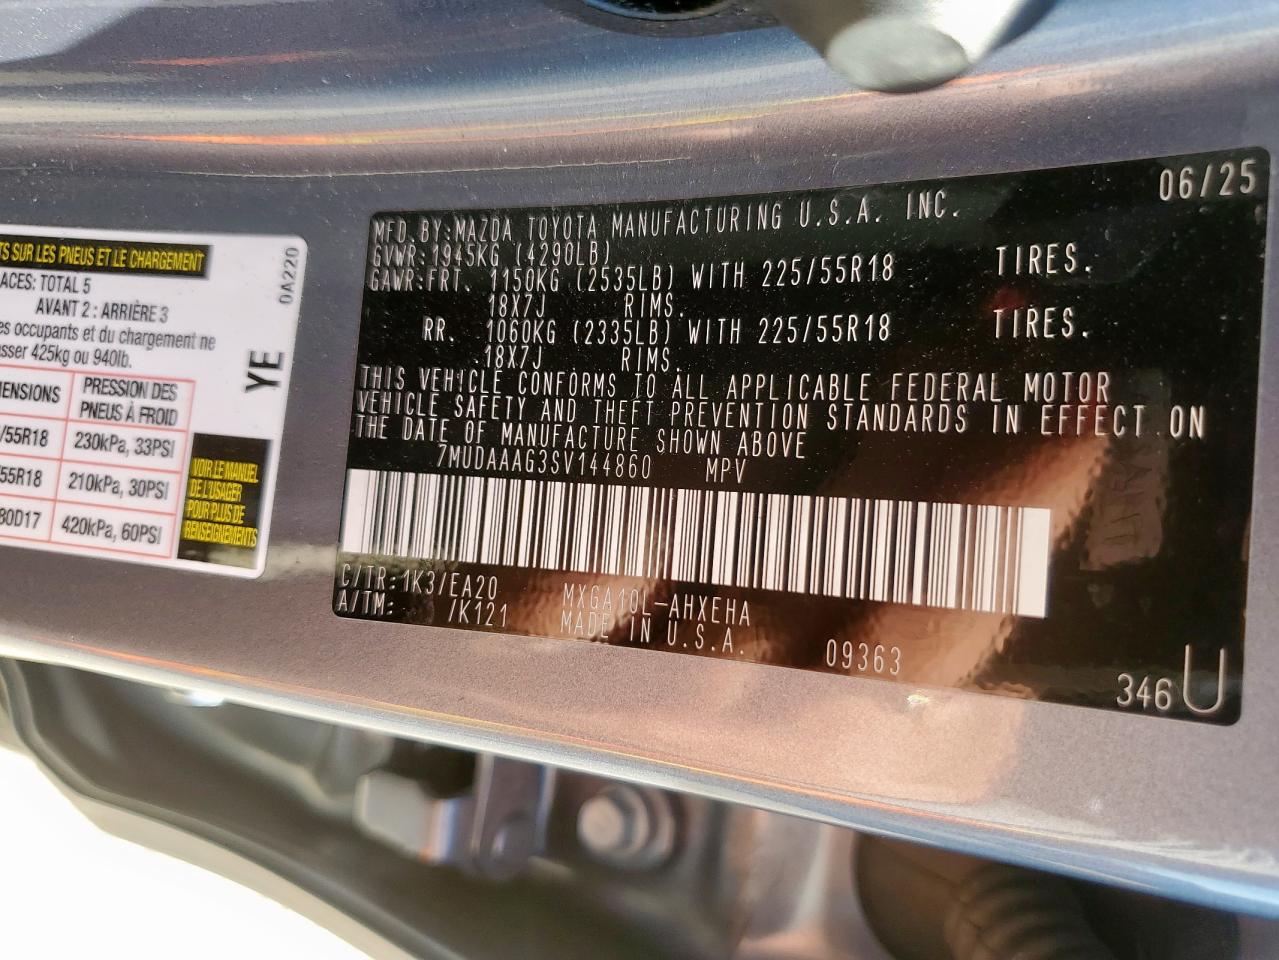 TS SUR LES PNEUS ET LE CHARGEMENT
ACES: TOTAL 5
AVANT 2 : ARRIÈRE 3
es occupants et du chargement ne
sser 425kg ou 940lb.
MENSIONS PRESSION DES PNEUS À FROID
/55R18 230kPa, 33PSI
55R18 210kPa, 30PSI
80D17 420kPa, 60PSI
VOIR LE MANUEL
DE L'USAGER
POUR PLUS DE
RENSEIGNEMENTS
YE
0A220
06/25
MFD. BY:MAZDA TOYOTA MANUFACTURING U.S.A. INC.
GVWR:1945KG (4290LB)
GAWR:FRT. 1150KG (2535LB) WITH 225/55R18 TIRES.
18X7J RIMS.
RR. 1060KG (2335LB) WITH 225/55R18 TIRES.
18X7J RIMS.
THIS VEHICLE CONFORMS TO ALL APPLICABLE FEDERAL MOTOR
VEHICLE SAFETY AND THEFT PREVENTION STANDARDS IN EFFECT ON
THE DATE OF MANUFACTURE SHOWN ABOVE
7MUDAAAG3SV144860 MPV
C/TR:1K3/EA20 MXGA10L-AHXEHA
A/TM: /K121 MADE IN U.S.A.
09363
346 U